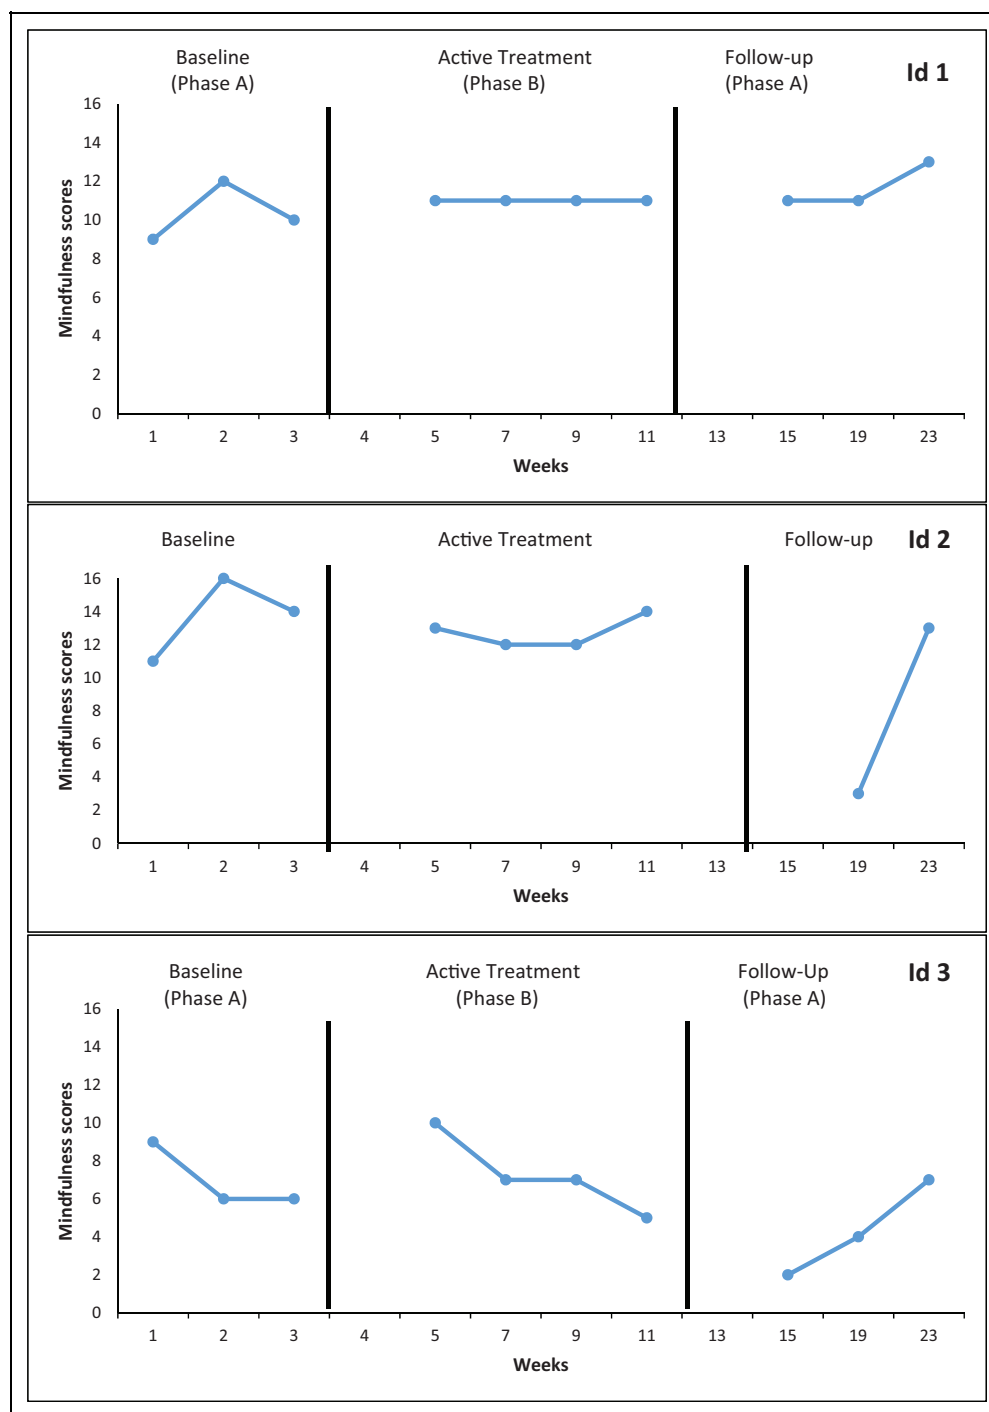 Baseline
(Phase A)
Active Treatment
(Phase B)
Follow-up
(Phase A)
Id 1
Mindfulness scores
16
14
12
10
8
6
4
2
0
1 2 3 4 5 7 9 11 13 15 19 23
Weeks
Baseline
Active Treatment
Follow-up
Id 2
Mindfulness scores
16
14
12
10
8
6
4
2
0
1 2 3 4 5 7 9 11 13 15 19 23
Weeks
Baseline
(Phase A)
Active Treatment
(Phase B)
Follow-Up
(Phase A)
Id 3
Mindfulness scores
16
14
12
10
8
6
4
2
0
1 2 3 4 5 7 9 11 13 15 19 23
Weeks